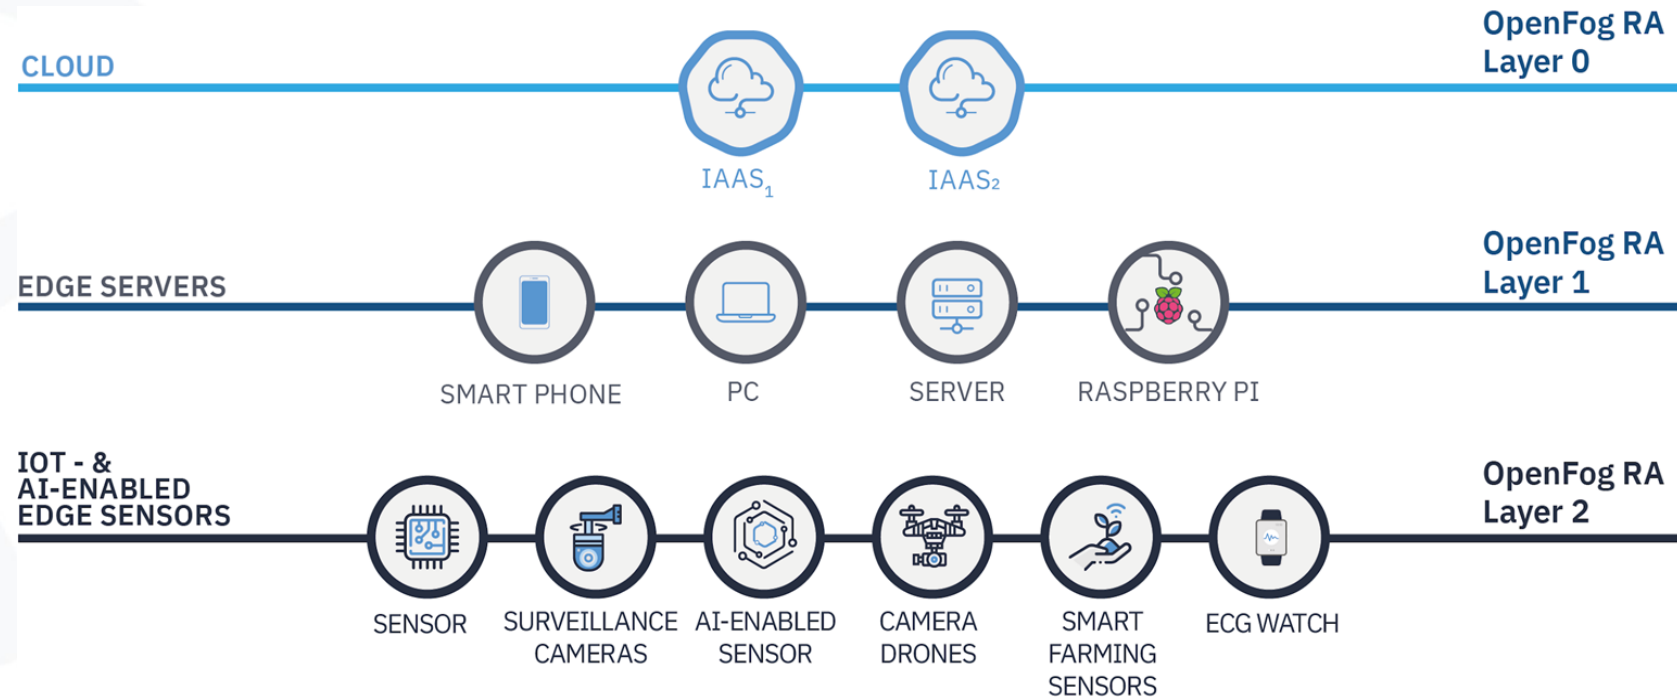 CLOUD
OpenFog RA
Layer 0
IAAS1
IAAS2
EDGE SERVERS
OpenFog RA
Layer 1
SMART PHONE
PC
SERVER
RASPBERRY PI
IOT - &
AI-ENABLED
EDGE SENSORS
OpenFog RA
Layer 2
SENSOR
SURVEILLANCE
CAMERAS
AI-ENABLED
SENSOR
CAMERA
DRONES
SMART
FARMING
SENSORS
ECG WATCH